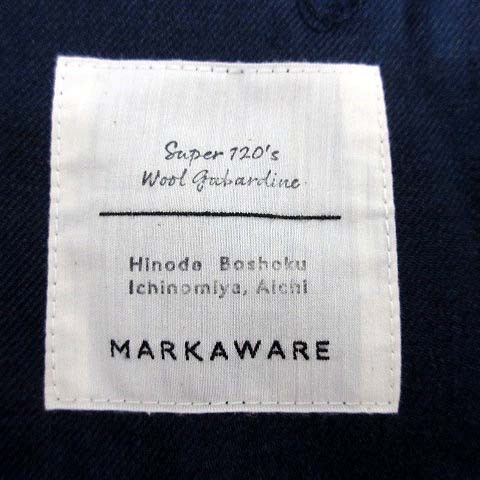 Super 120's
Wool Gabardine
Hinoda Boshoku
Ichinomiya, Aichi
MARKAWARE